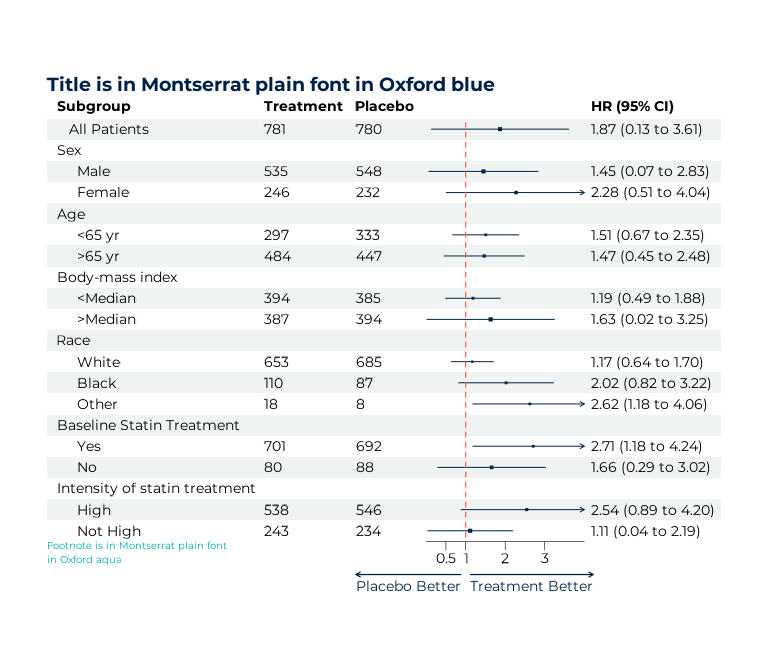 Title is in Montserrat plain font in Oxford blue
Subgroup Treatment Placebo HR (95% CI)
All Patients 781 780 1.87 (0.13 to 3.61)
Sex
Male 535 548 1.45 (0.07 to 2.83)
Female 246 232 2.28 (0.51 to 4.04)
Age
<65 yr 297 333 1.51 (0.67 to 2.35)
>65 yr 484 447 1.47 (0.45 to 2.48)
Body-mass index
<Median 394 385 1.19 (0.49 to 1.88)
>Median 387 394 1.63 (0.02 to 3.25)
Race
White 653 685 1.17 (0.64 to 1.70)
Black 110 87 2.02 (0.82 to 3.22)
Other 18 8 2.62 (1.18 to 4.06)
Baseline Statin Treatment
Yes 701 692 2.71 (1.18 to 4.24)
No 80 88 1.66 (0.29 to 3.02)
Intensity of statin treatment
High 538 546 2.54 (0.89 to 4.20)
Not High 243 234 1.11 (0.04 to 2.19)
Footnote is in Montserrat plain font
in Oxford aqua
0.5 1 2 3
Placebo Better Treatment Better